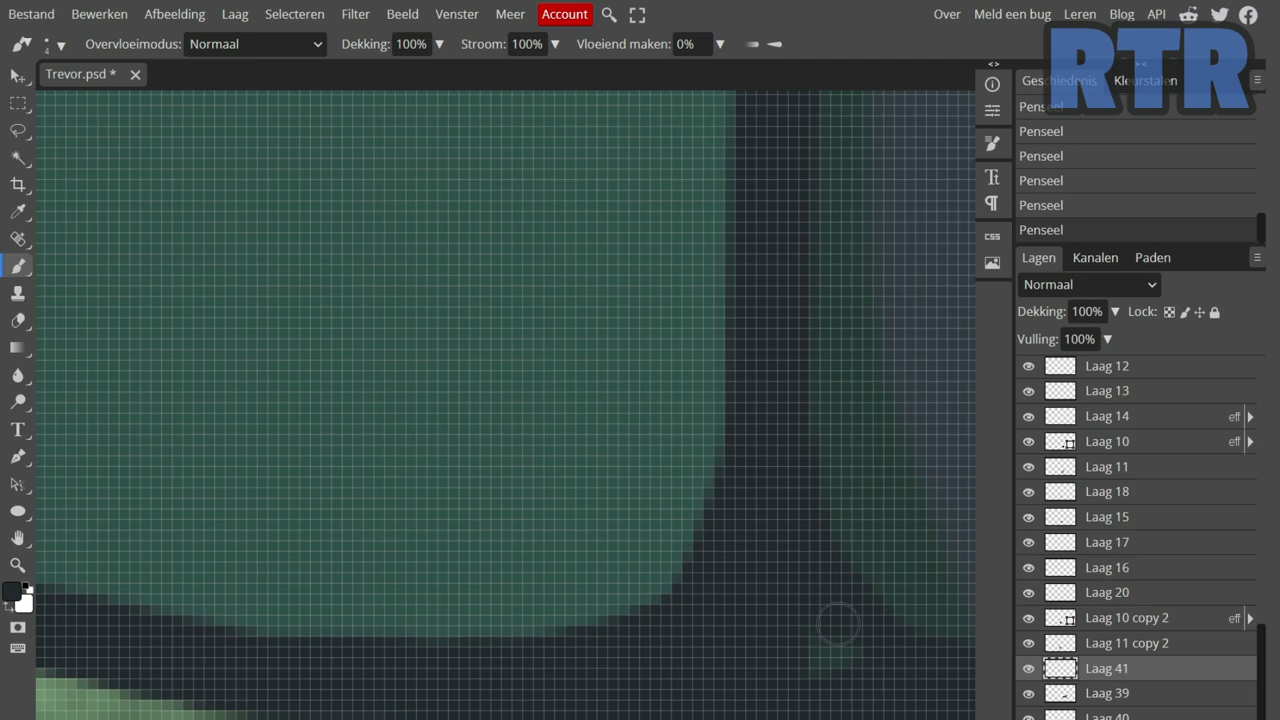 Bestand Bewerken Afbeelding Laag Selecteren Filter Beeld Venster Meer Account Over Meld een bug Leren Blog API
4 Overvloeimodus: Normaal Dekking: 100% Stroom: 100% Vloeiend maken: 0%
RTR
Trevor.psd *
Geschiedenis Kleurstalen
Penseel
Penseel
Penseel
Penseel
Penseel
Penseel
CSS
Lagen Kanalen Paden
Normaal
Dekking: 100% Lock:
Vulling: 100%
Laag 12
Laag 13
Laag 14 eff
Laag 10 eff
Laag 11
Laag 18
Laag 15
Laag 17
Laag 16
Laag 20
Laag 10 copy 2 eff
Laag 11 copy 2
Laag 41
Laag 39
Laag 40